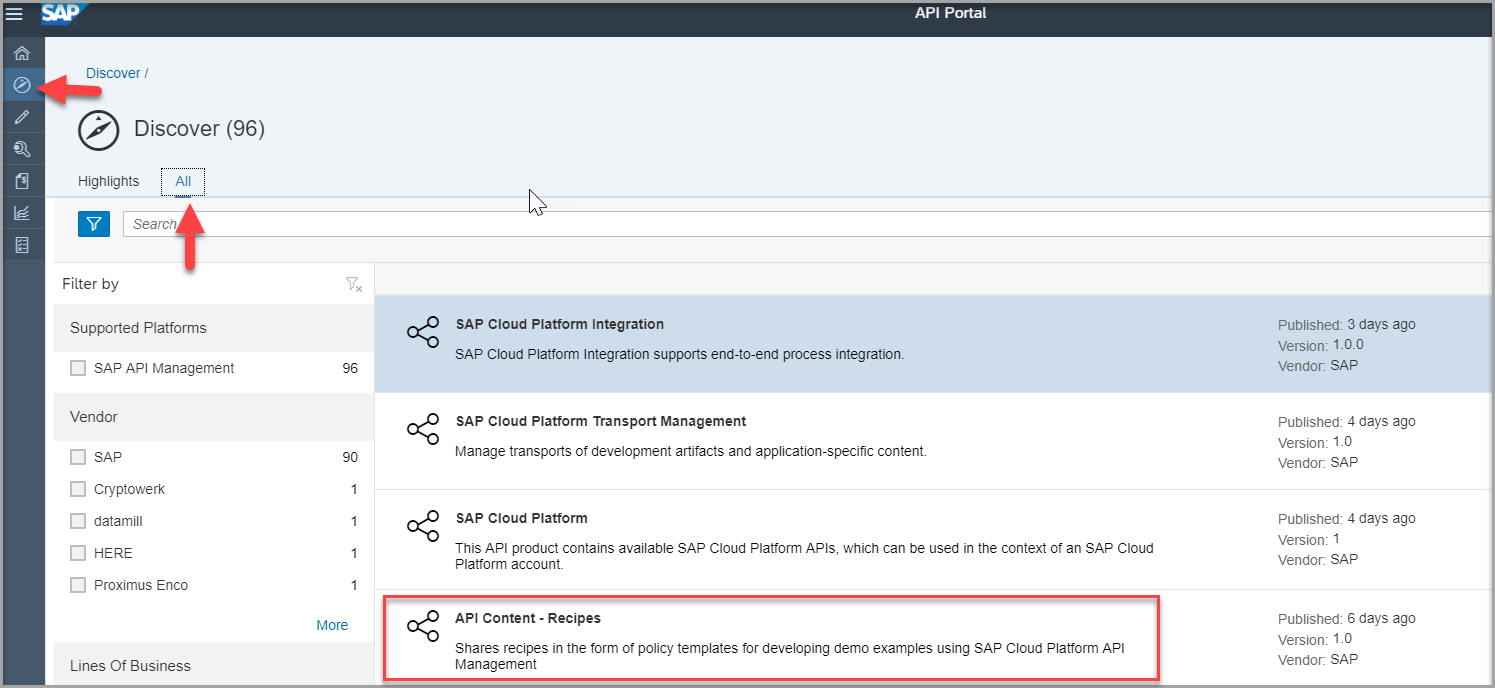 SAP
API Portal
Discover /
Discover (96)
Highlights
All
Search
Filter by
Supported Platforms
SAP API Management 96
Vendor
SAP 90
Cryptowerk 1
datamill 1
HERE 1
Proximus Enco 1
More
Lines Of Business
SAP Cloud Platform Integration
SAP Cloud Platform Integration supports end-to-end process integration.
Published: 3 days ago
Version: 1.0.0
Vendor: SAP
SAP Cloud Platform Transport Management
Manage transports of development artifacts and application-specific content.
Published: 4 days ago
Version: 1.0
Vendor: SAP
SAP Cloud Platform
This API product contains available SAP Cloud Platform APIs, which can be used in the context of an SAP Cloud
Platform account.
Published: 4 days ago
Version: 1
Vendor: SAP
API Content - Recipes
Shares recipes in the form of policy templates for developing demo examples using SAP Cloud Platform API
Management
Published: 6 days ago
Version: 1.0
Vendor: SAP